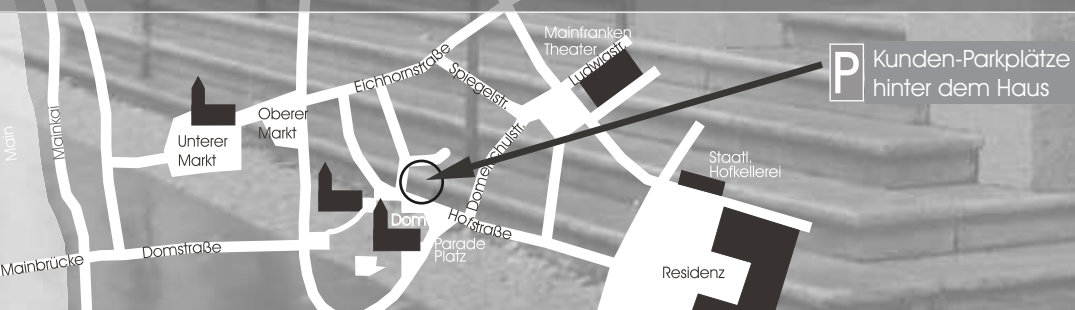 Mainfranken
Theater
Ludwigstr.
P
Kunden-Parkplätze
hinter dem Haus
Eichhornstraße
Spiegelstr.
Oberer
Markt
Unterer
Markt
Main
Mainkai
Domerschulstr.
Staatl.
Hofkellerei
Dom
Hofstraße
Parade
Platz
Domstraße
Mainbrücke
Residenz